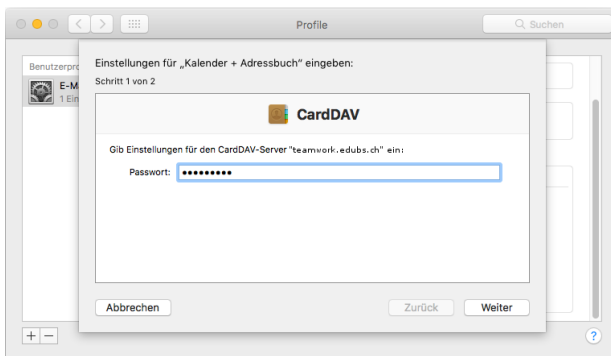 Profile
Suchen
Benutzerpro
E-M
1 Ein
Einstellungen für „Kalender + Adressbuch“ eingeben:
Schritt 1 von 2
CardDAV
Gib Einstellungen für den CardDAV-Server "teamwork.edubs.ch" ein:
Passwort: •••••••••
Abbrechen
Zurück
Weiter
+ −
?